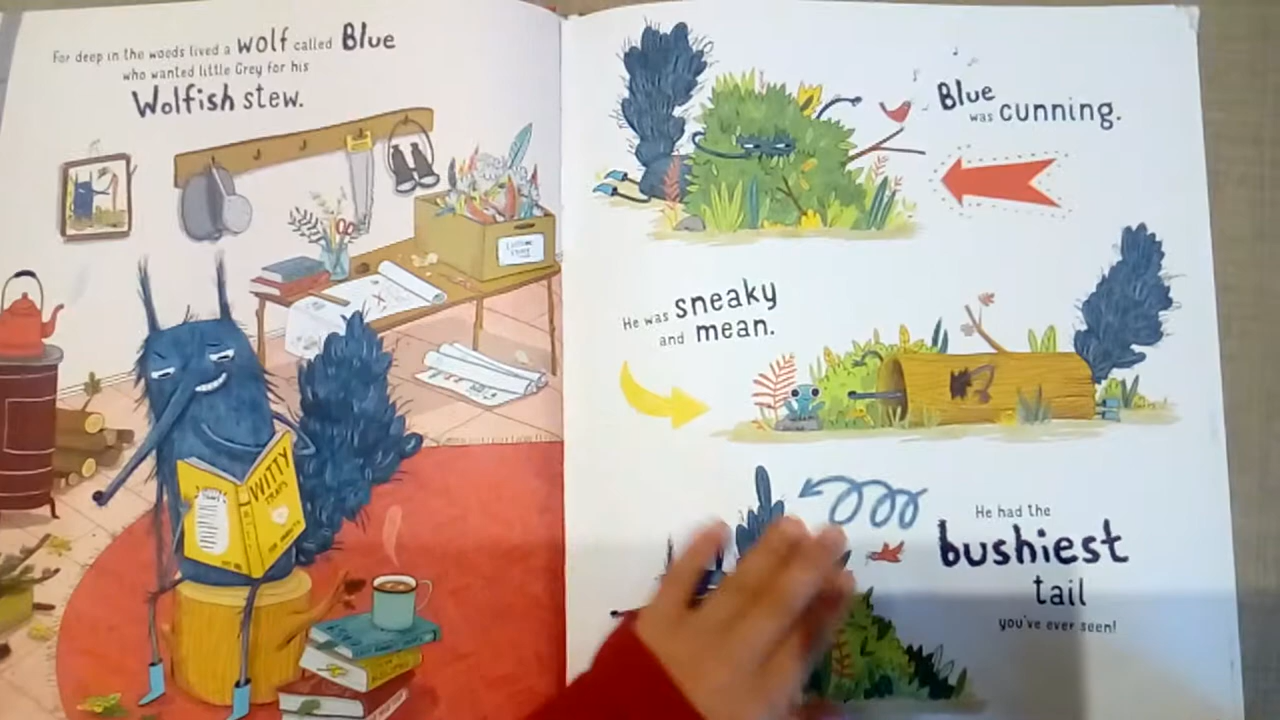 For deep in the woods lived a wolf called Blue
who wanted little Grey for his
Wolfish stew.
WITTY
Blue
was cunning.
He was sneaky
and mean.
He had the
bushiest
tail
you've ever seen!